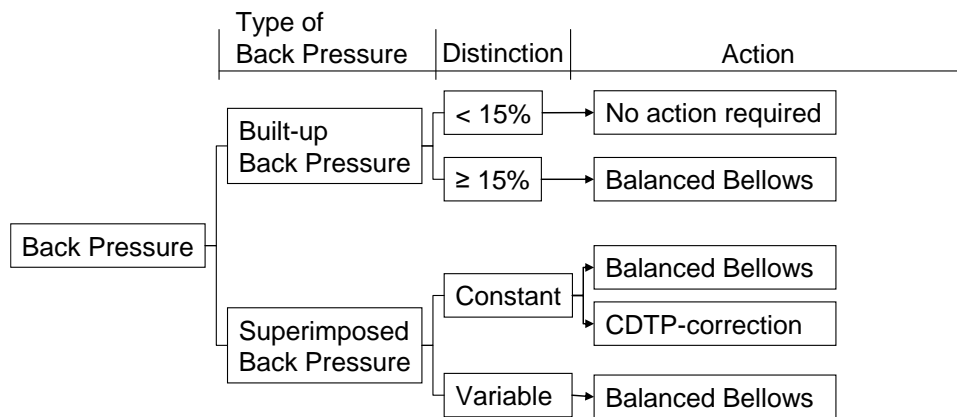 Type of
Back Pressure
Distinction
Action
Built-up
Back Pressure
< 15%
No action required
≥ 15%
Balanced Bellows
Back Pressure
Superimposed
Back Pressure
Constant
Balanced Bellows
CDTP-correction
Variable
Balanced Bellows